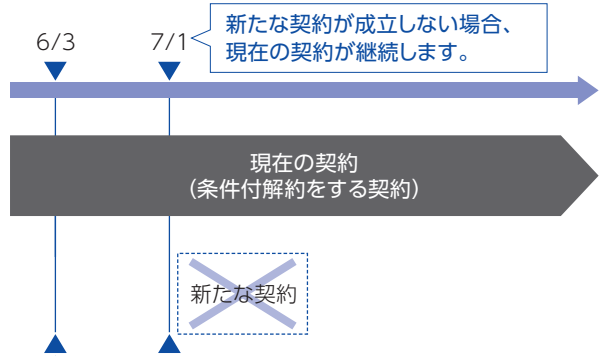 6/3
7/1
新たな契約が成立しない場合、
現在の契約が継続します。
現在の契約
（条件付解約をする契約）
新たな契約